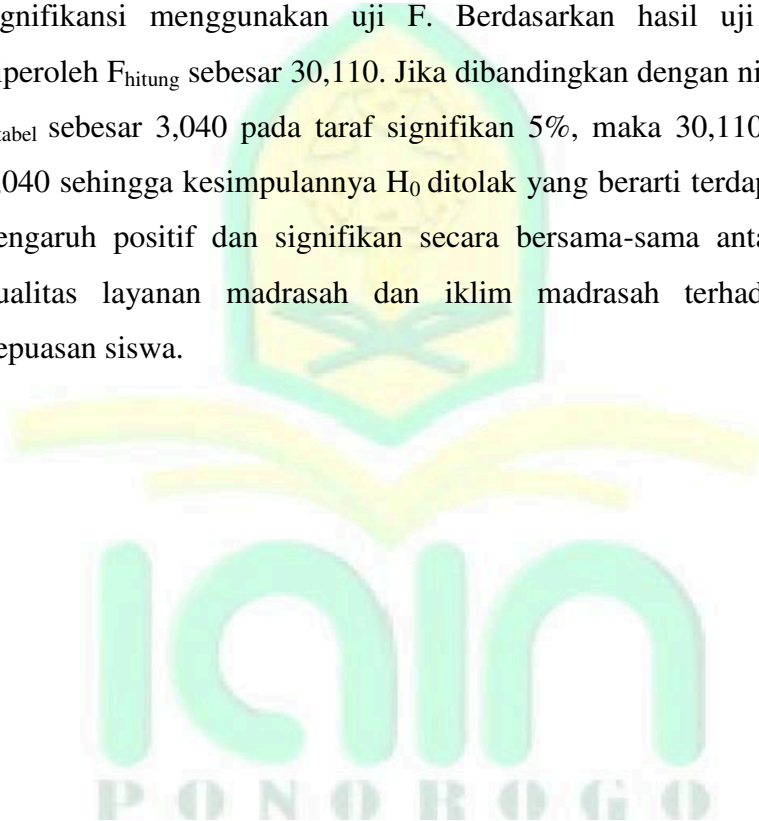 gnifikansi menggunakan uji F. Berdasarkan hasil uji
peroleh Fhitung sebesar 30,110. Jika dibandingkan dengan ni
tabel sebesar 3,040 pada taraf signifikan 5%, maka 30,110
,040 sehingga kesimpulannya H0 ditolak yang berarti terdap
engaruh positif dan signifikan secara bersama-sama anta
ualitas layanan madrasah dan iklim madrasah terhad
epuasan siswa.
iain
PONOROGO